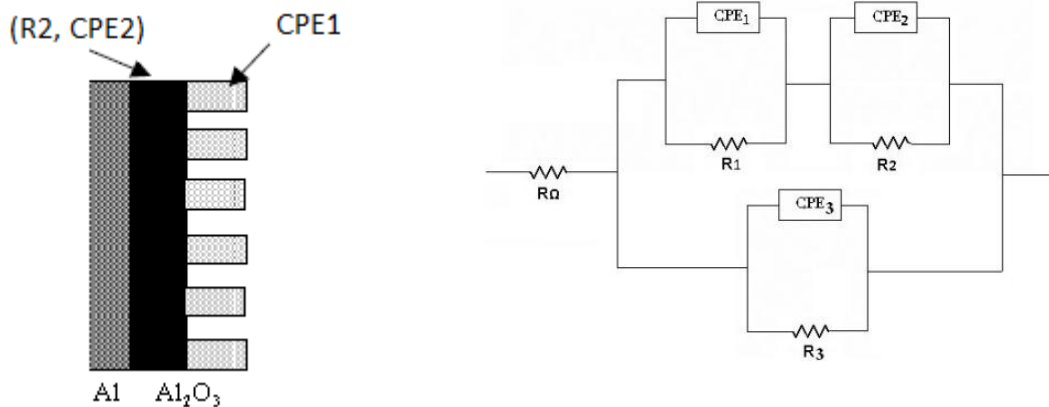 (R2, CPE2)
CPE1
Al
Al₂O₃
CPE₁
CPE₂
R1
R2
RΩ
CPE₃
R₃